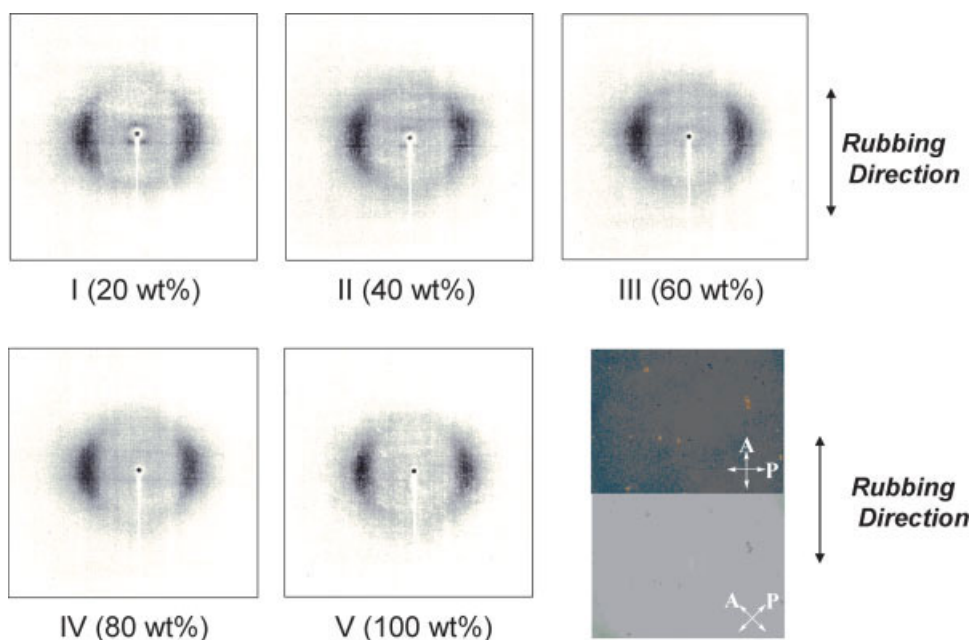 Rubbing
Direction
I (20 wt%)
II (40 wt%)
III (60 wt%)
A
P
A
P
Rubbing
Direction
IV (80 wt%)
V (100 wt%)